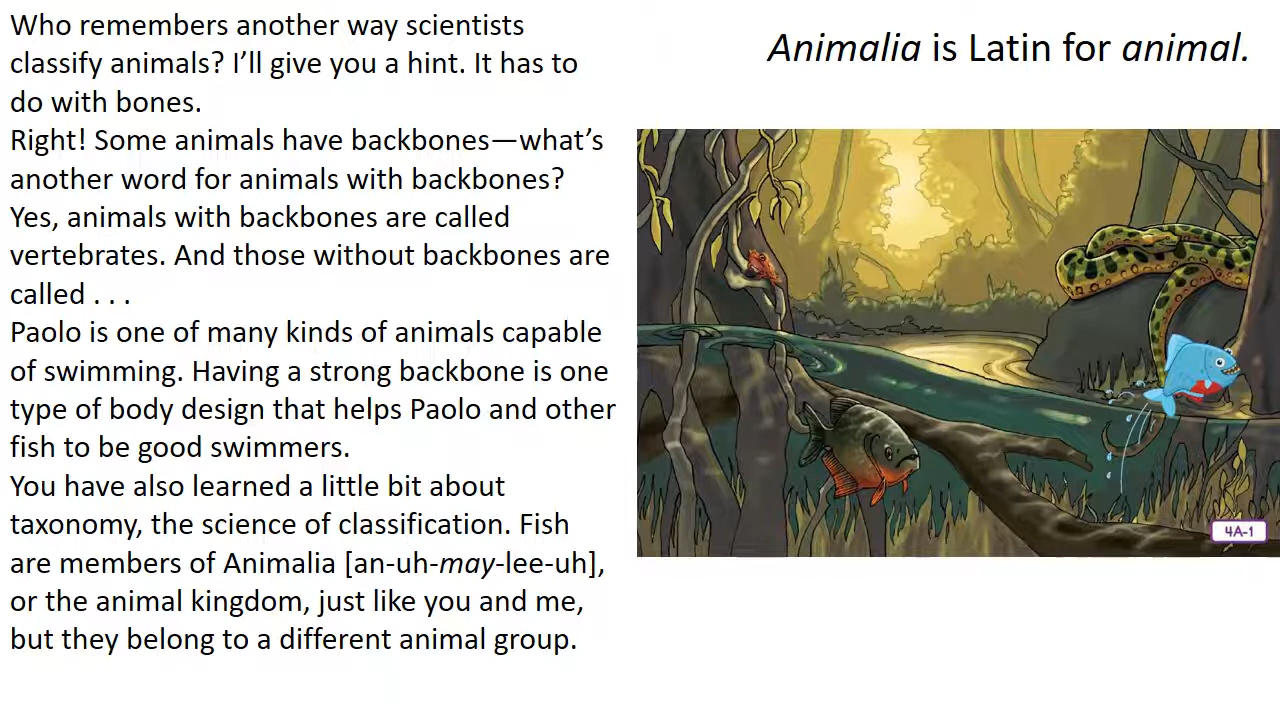 Who remembers another way scientists
classify animals? I’ll give you a hint. It has to
do with bones.
Right! Some animals have backbones—what’s
another word for animals with backbones?
Yes, animals with backbones are called
vertebrates. And those without backbones are
called . . .
Paolo is one of many kinds of animals capable
of swimming. Having a strong backbone is one
type of body design that helps Paolo and other
fish to be good swimmers.
You have also learned a little bit about
taxonomy, the science of classification. Fish
are members of Animalia [an-uh-may-lee-uh],
or the animal kingdom, just like you and me,
but they belong to a different animal group.
Animalia is Latin for animal.
4A-1